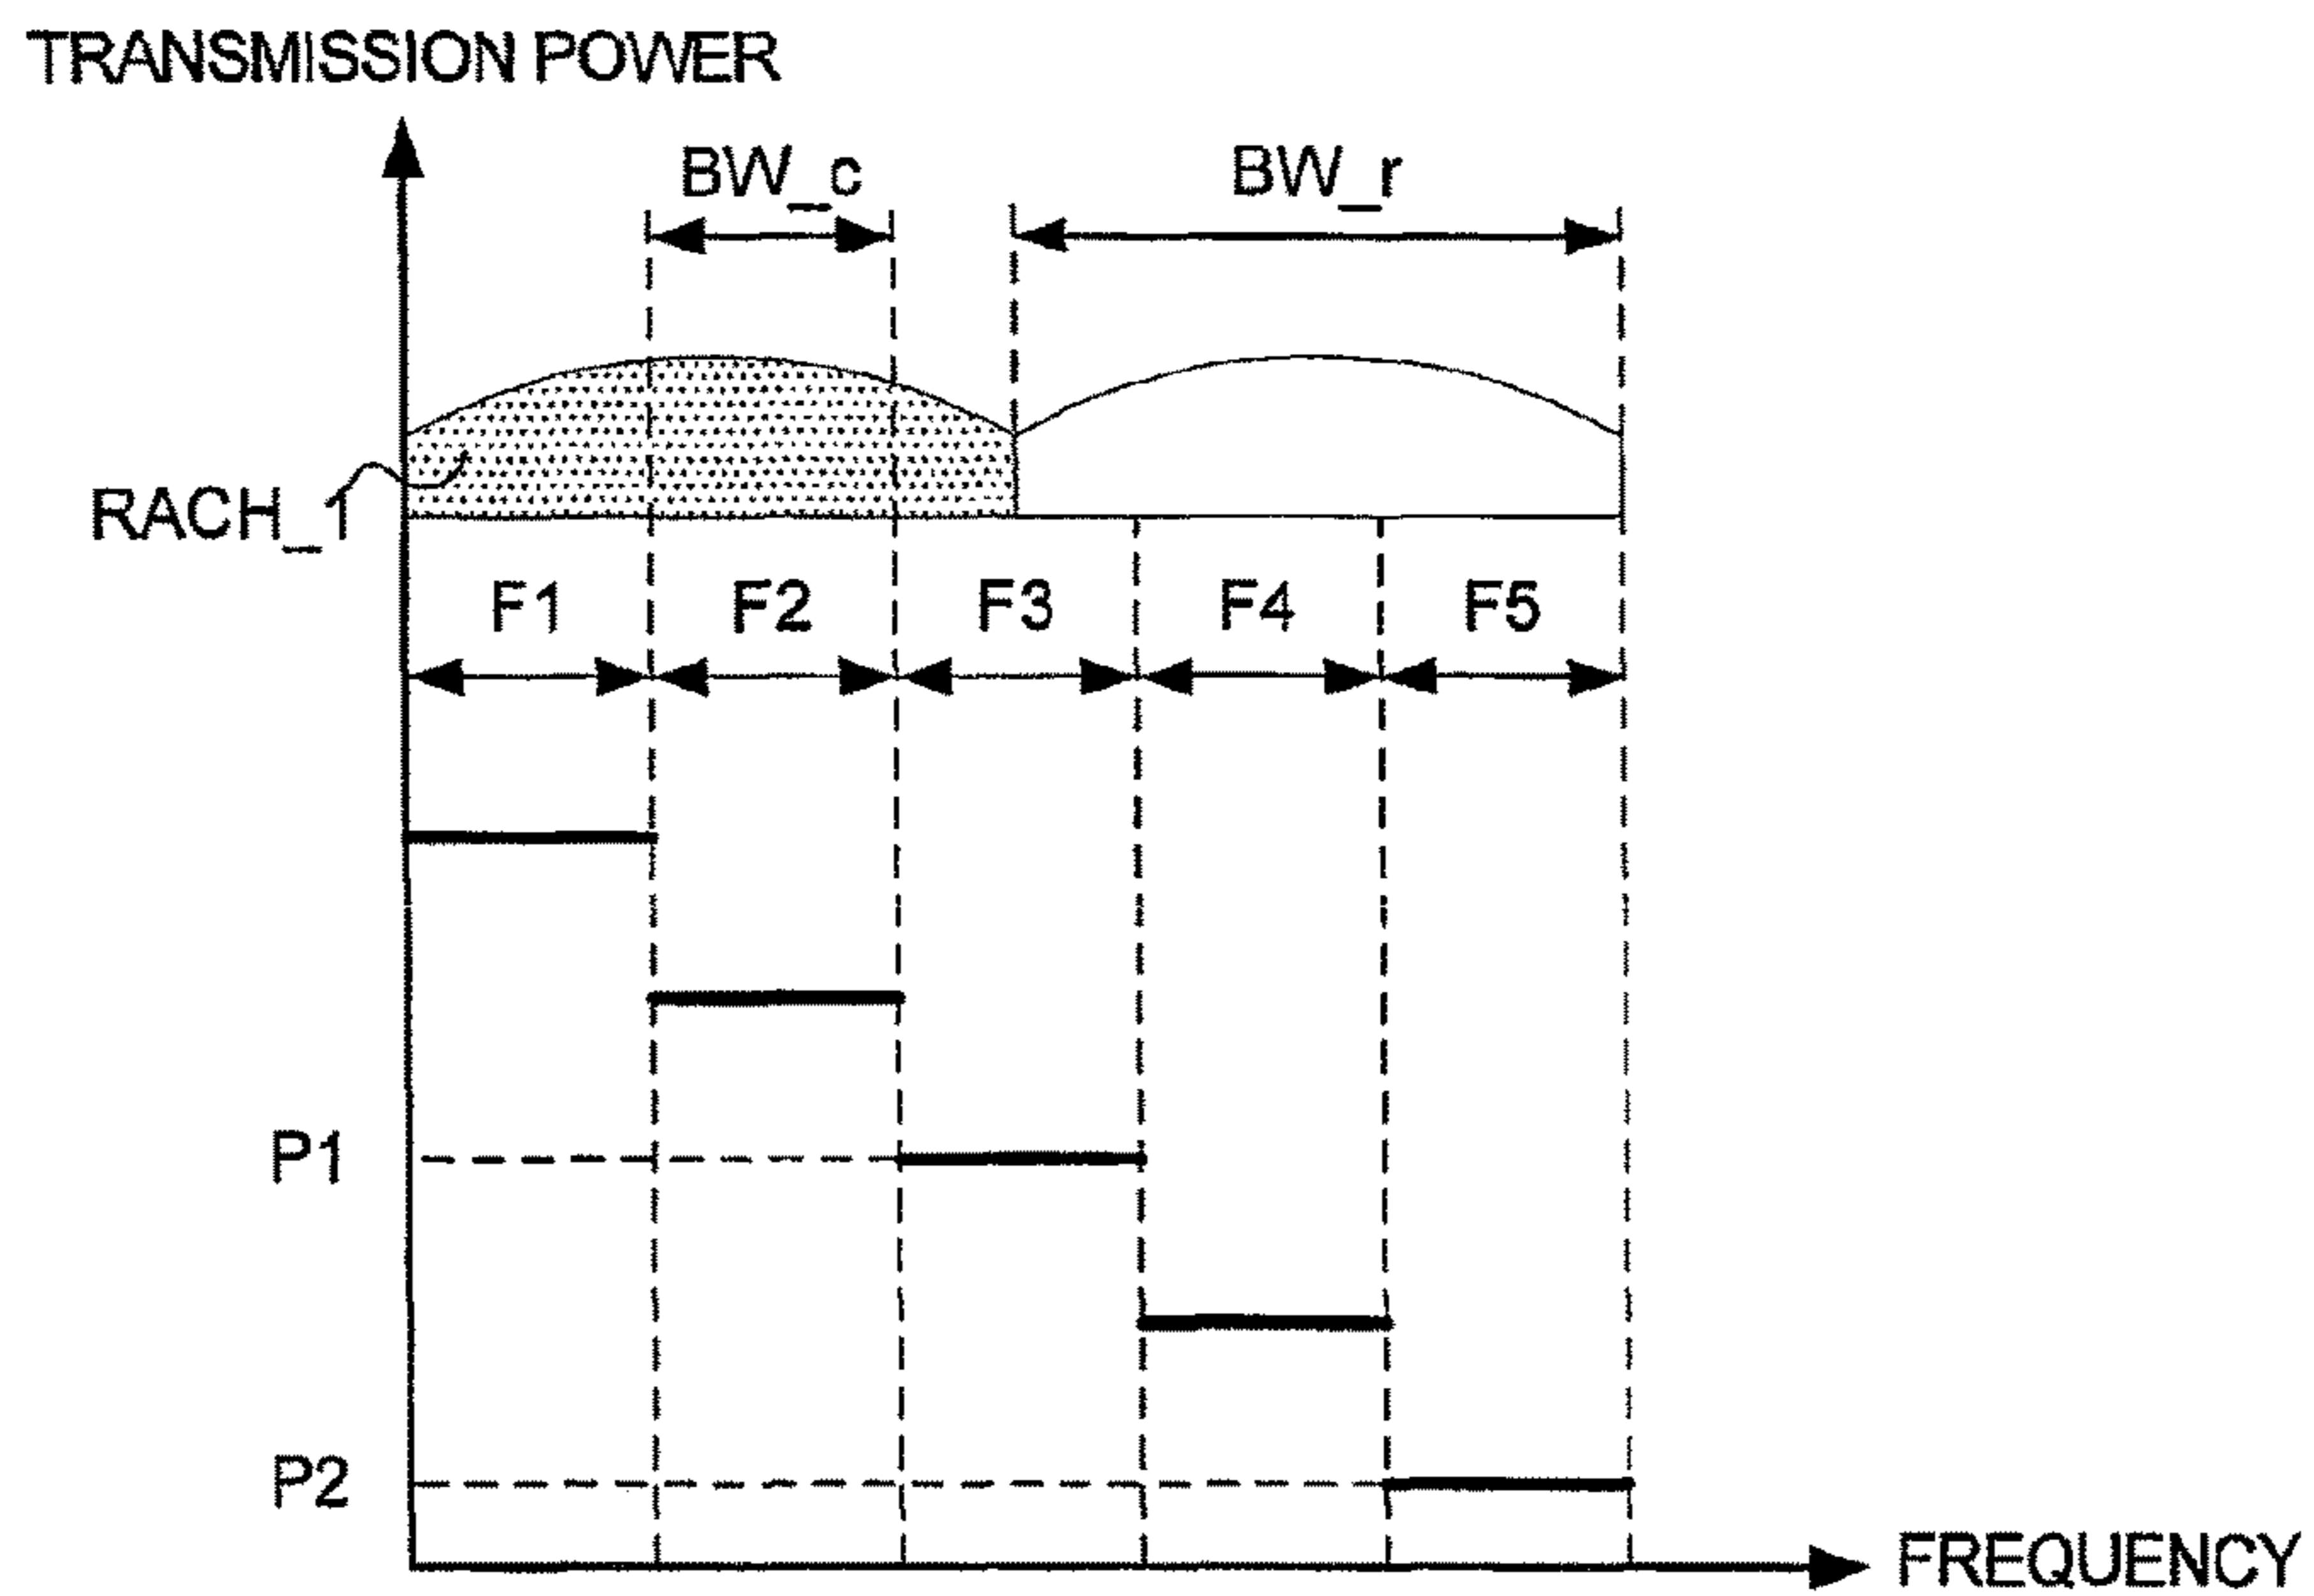 TRANSMISSION POWER
BW_c
BW_r
RACH_1
F1
F2
F3
F4
F5
P1
P2
FREQUENCY